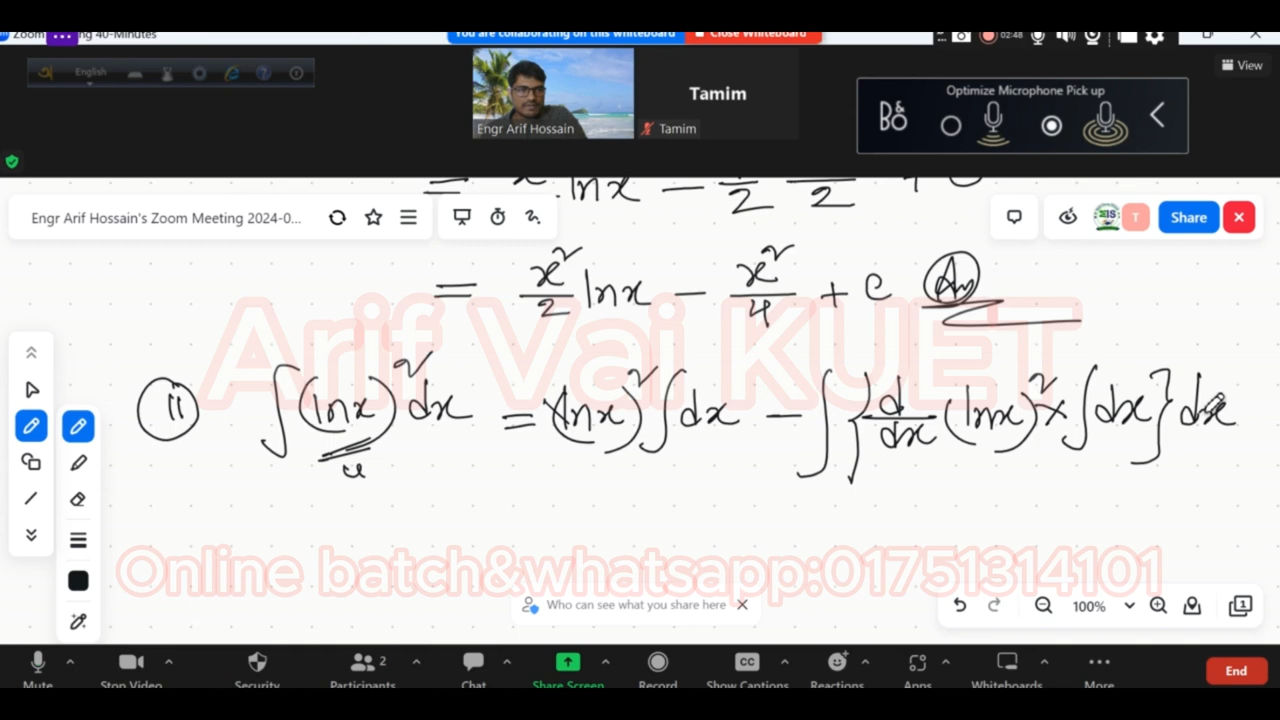 Zoom ng 40-Minutes
You are collaborating on this whiteboard
Close Whiteboard
02:48
English
View
Optimize Microphone Pick up
B&O
Tamim
Engr Arif Hossain
Tamim
Engr Arif Hossain's Zoom Meeting 2024-0...
T
Share
= x²/2 lnx − x²/4 + c Ans
Arif Vai KUET
ii ∫(lnx)²dx = (lnx)²∫dx − ∫{d/dx (lnx)² × ∫dx} dx
u
Online batch&whatsapp:01751314101
Who can see what you share here
100%
1
Mute
Stop Video
Security
Participants
2
Chat
Share Screen
Record
CC
Show Captions
Reactions
Apps
Whiteboards
More
End